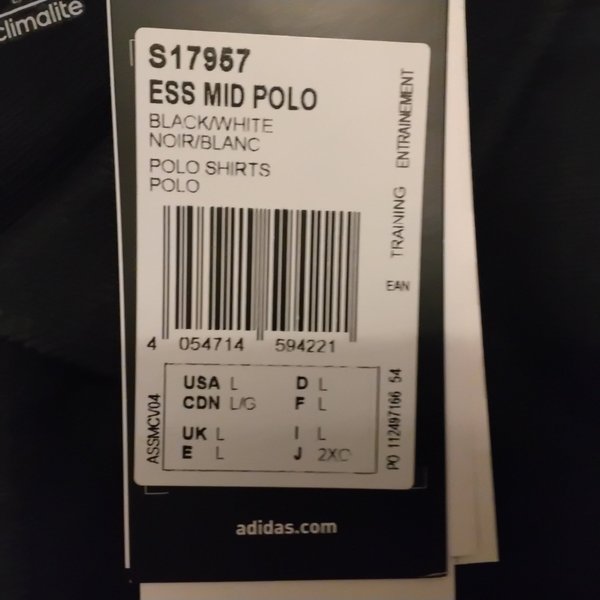 climalite
S17957
ESS MID POLO
BLACK/WHITE
NOIR/BLANC
POLO SHIRTS
POLO
TRAINING ENTRAINEMENT
EAN
4 054714 594221
ASSMCV04
USA L D L
CDN L/G F L
UK L I L
E L J 2XO
PO 112497166 54
adidas.com